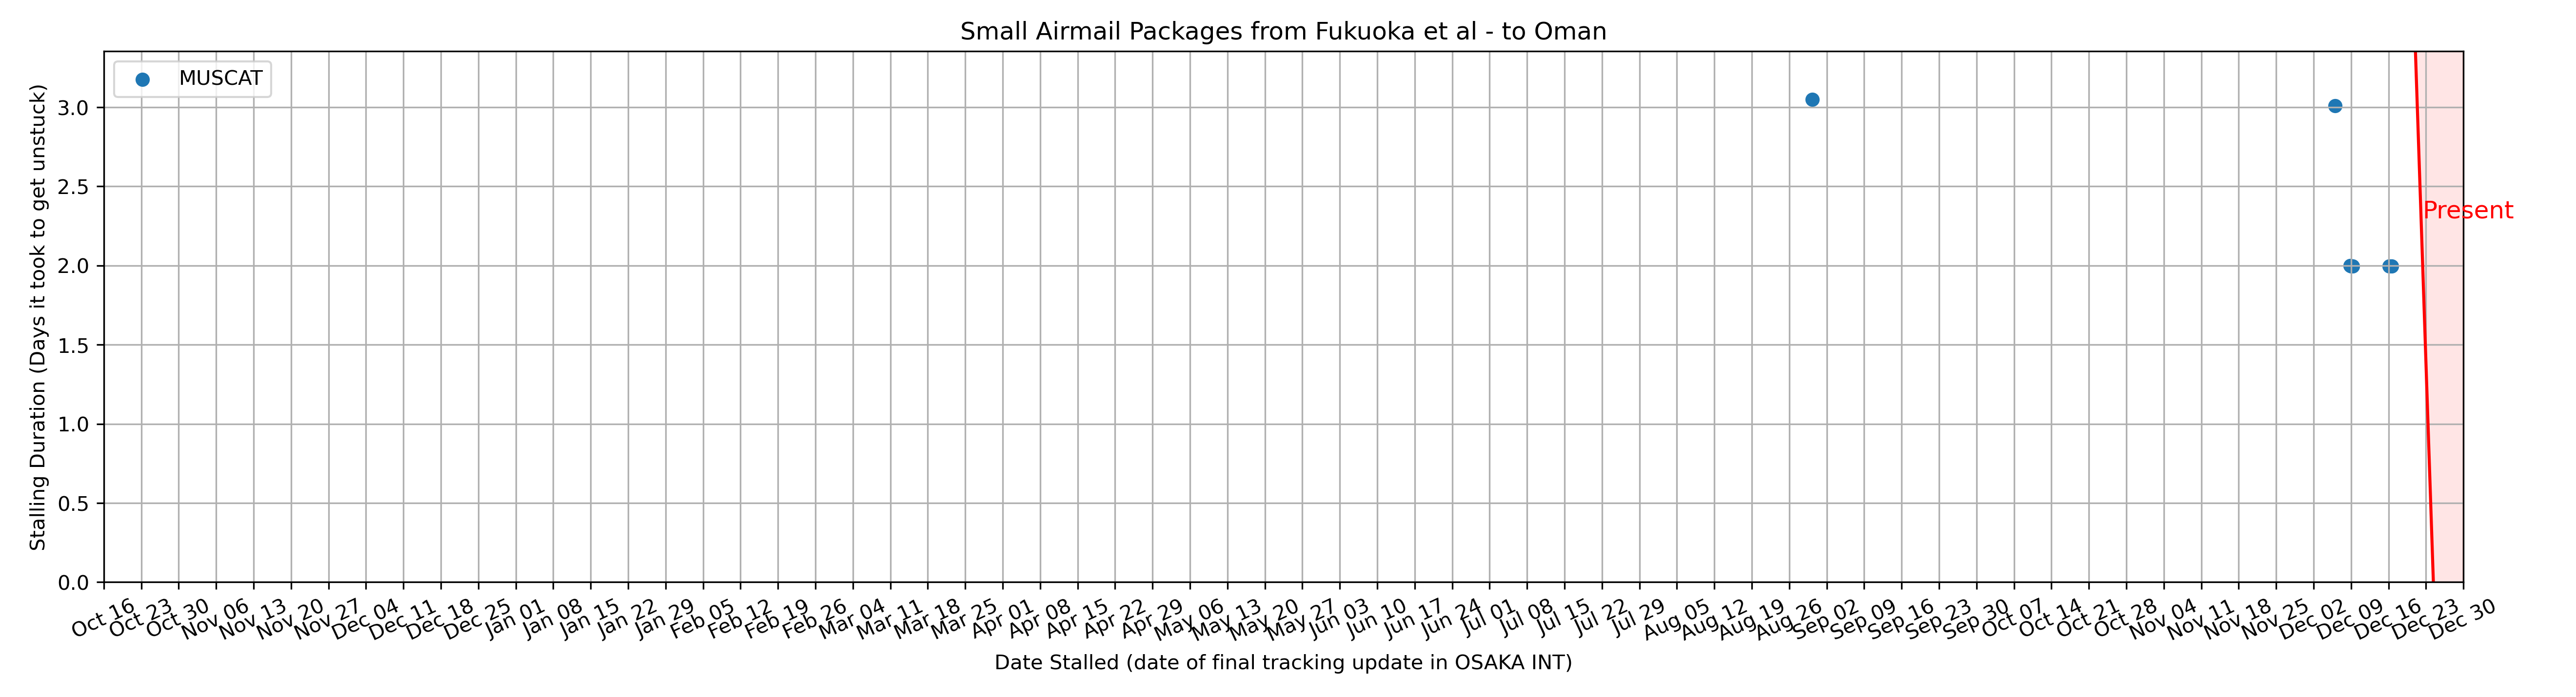 Small Airmail Packages from Fukuoka et al - to Oman
MUSCAT
Present
Stalling Duration (Days it took to get unstuck)
3.0
2.5
2.0
1.5
1.0
0.5
0.0
Oct 16 Oct 23 Oct 30 Nov 06 Nov 13 Nov 20 Nov 27 Dec 04 Dec 11 Dec 18 Dec 25 Jan 01 Jan 08 Jan 15 Jan 22 Jan 29 Feb 05 Feb 12 Feb 19 Feb 26 Mar 04 Mar 11 Mar 18 Mar 25 Apr 01 Apr 08 Apr 15 Apr 22 Apr 29 May 06 May 13 May 20 May 27 Jun 03 Jun 10 Jun 17 Jun 24 Jul 01 Jul 08 Jul 15 Jul 22 Jul 29 Aug 05 Aug 12 Aug 19 Aug 26 Sep 02 Sep 09 Sep 16 Sep 23 Sep 30 Oct 07 Oct 14 Oct 21 Oct 28 Nov 04 Nov 11 Nov 18 Nov 25 Dec 02 Dec 09 Dec 16 Dec 23 Dec 30
Date Stalled (date of final tracking update in OSAKA INT)